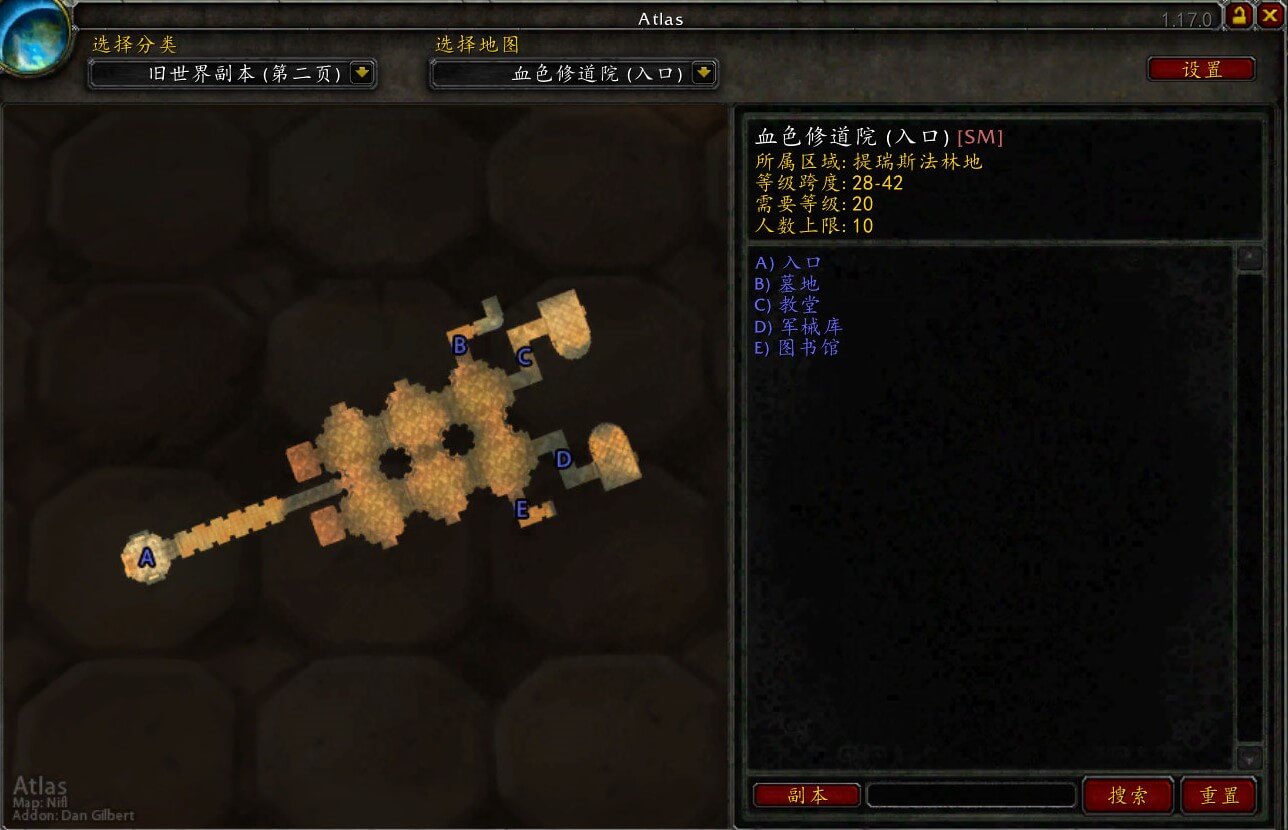 Atlas
1.17.0
选择分类
选择地图
旧世界副本 (第二页)
血色修道院 (入口)
设置
血色修道院 (入口) [SM]
所属区域: 提瑞斯法林地
等级跨度: 28-42
需要等级: 20
人数上限: 10
A) 入口
B) 墓地
C) 教堂
D) 军械库
E) 图书馆
B
C
D
E
A
Atlas
Map: Nifl
Addon: Dan Gilbert
副本
搜索
重置